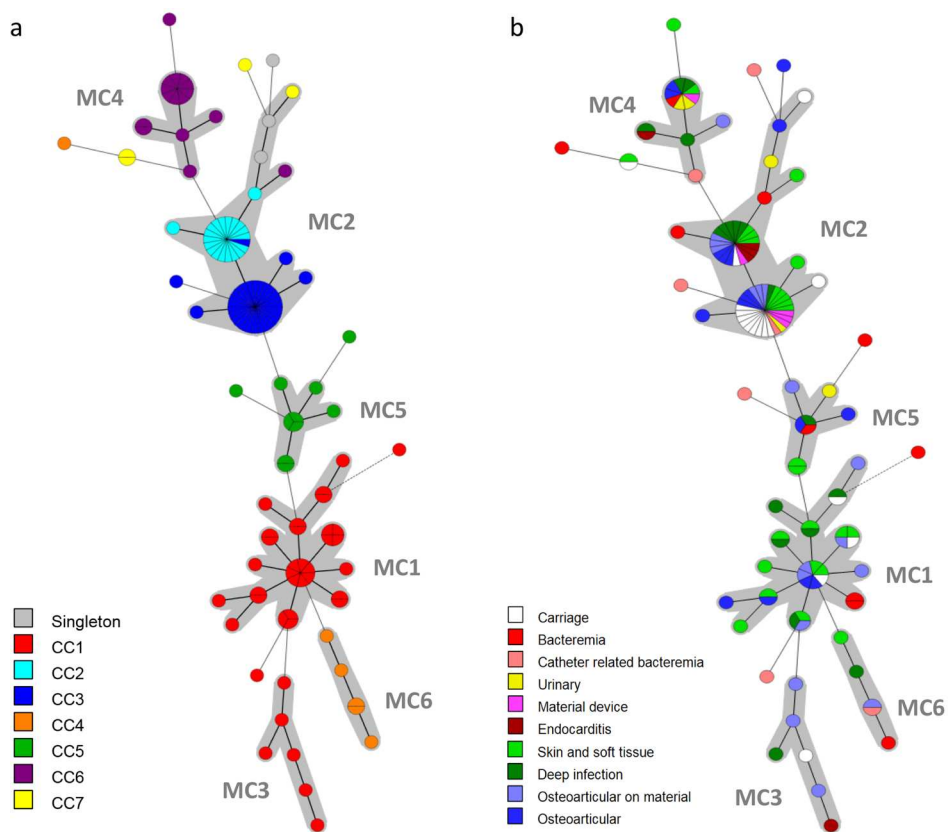 a
MC4
MC2
MC5
MC1
MC6
MC3
Singleton
CC1
CC2
CC3
CC4
CC5
CC6
CC7
b
MC4
MC2
MC5
MC1
MC6
MC3
Carriage
Bacteremia
Catheter related bacteremia
Urinary
Material device
Endocarditis
Skin and soft tissue
Deep infection
Osteoarticular on material
Osteoarticular